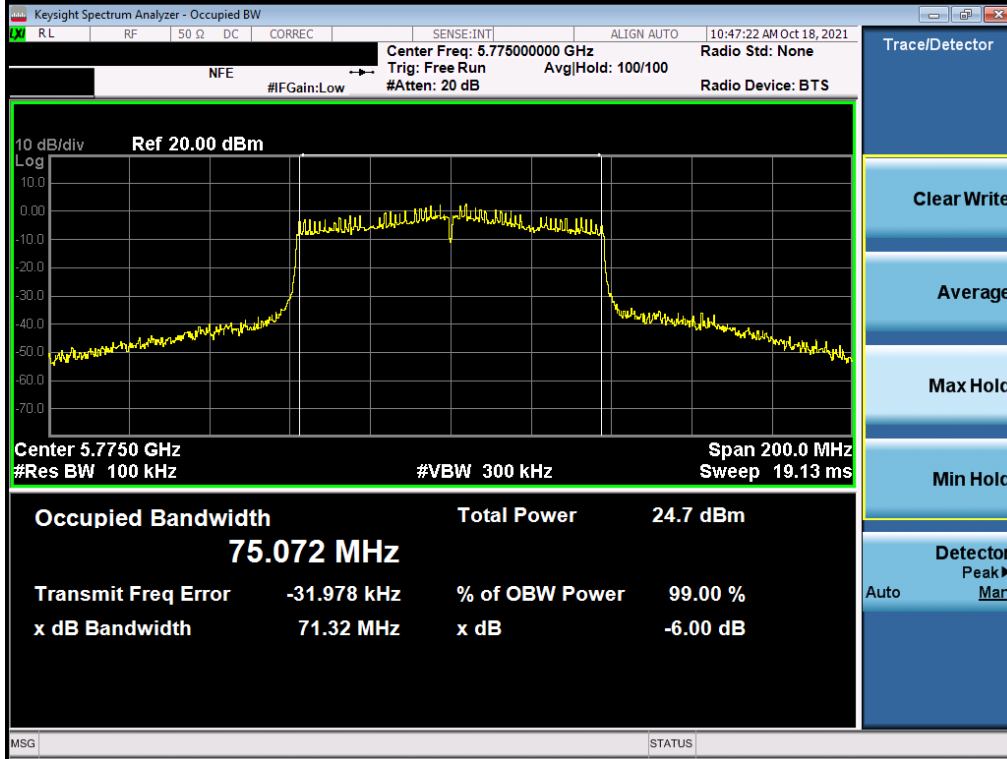 Keysight Spectrum Analyzer - Occupied BW
LXI RL RF 50 Ω DC CORREC SENSE:INT ALIGN AUTO 10:47:22 AM Oct 18, 2021
Center Freq: 5.775000000 GHz Radio Std: None
NFE Trig: Free Run Avg|Hold: 100/100
#IFGain:Low #Atten: 20 dB Radio Device: BTS
Trace/Detector
10 dB/div Ref 20.00 dBm
Log
10.0
0.00
-10.0
-20.0
-30.0
-40.0
-50.0
-60.0
-70.0
Center 5.7750 GHz Span 200.0 MHz
#Res BW 100 kHz #VBW 300 kHz Sweep 19.13 ms
Occupied Bandwidth Total Power 24.7 dBm
75.072 MHz
Transmit Freq Error -31.978 kHz % of OBW Power 99.00 %
x dB Bandwidth 71.32 MHz x dB -6.00 dB
Clear Write
Average
Max Hold
Min Hold
Detector
Peak
Auto Man
MSG STATUS